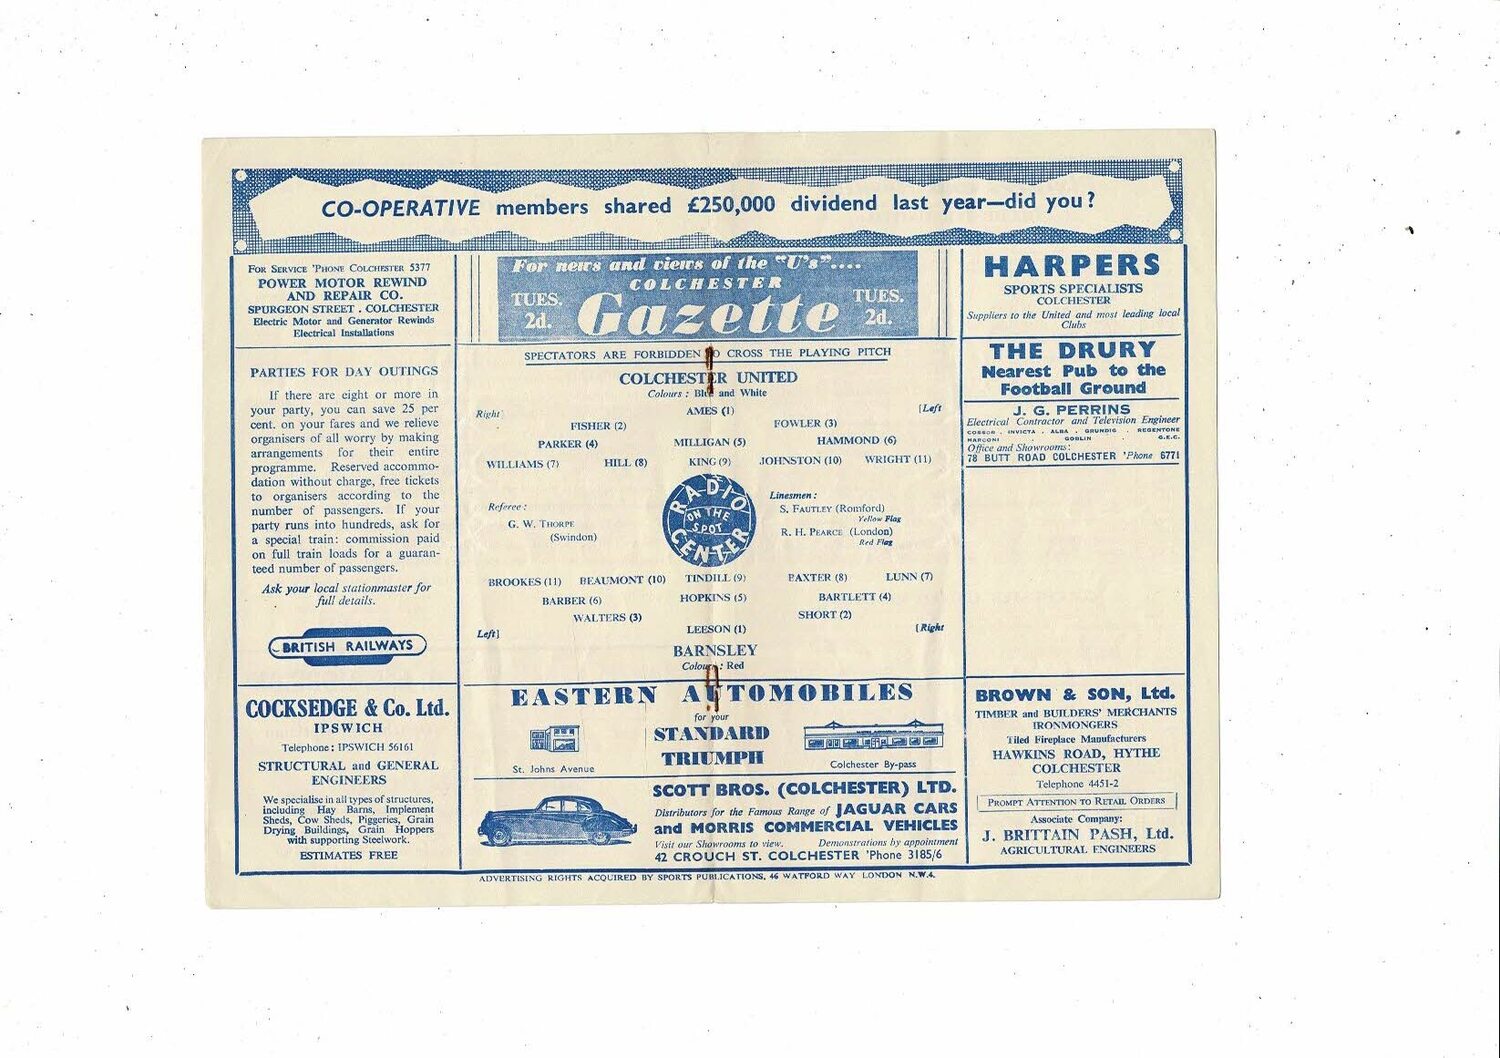 CO-OPERATIVE members shared £250,000 dividend last year—did you?
FOR SERVICE 'PHONE COLCHESTER 5377
POWER MOTOR REWIND
AND REPAIR CO.
SPURGEON STREET . COLCHESTER
Electric Motor and Generator Rewinds
Electrical Installations
PARTIES FOR DAY OUTINGS
If there are eight or more in
your party, you can save 25 per
cent. on your fares and we relieve
organisers of all worry by making
arrangements for their entire
programme. Reserved accommo-
dation without charge, free tickets
to organisers according to the
number of passengers. If your
party runs into hundreds, ask for
a special train: commission paid
on full train loads for a guaran-
teed number of passengers.
Ask your local stationmaster for
full details.
BRITISH RAILWAYS
COCKSEDGE & Co. Ltd.
IPSWICH
Telephone: IPSWICH 56161
STRUCTURAL and GENERAL
ENGINEERS
We specialise in all types of structures,
including Hay Barns, Implement
Sheds, Cow Sheds, Piggeries, Grain
Drying Buildings, Grain Hoppers
with supporting Steelwork.
ESTIMATES FREE
For news and views of the "U's"....
COLCHESTER
TUES. 2d. Gazette TUES. 2d.
SPECTATORS ARE FORBIDDEN TO CROSS THE PLAYING PITCH
COLCHESTER UNITED
Colours : Blue and White
Right] AMES (1) [Left
FISHER (2) FOWLER (3)
PARKER (4) MILLIGAN (5) HAMMOND (6)
WILLIAMS (7) HILL (8) KING (9) JOHNSTON (10) WRIGHT (11)
Referee :
G. W. THORPE
(Swindon)
RADIO
ON THE
SPOT
CENTER
Linesmen :
S. FAUTLEY (Romford)
Yellow Flag
R. H. PEARCE (London)
Red Flag
BROOKES (11) BEAUMONT (10) TINDILL (9) BAXTER (8) LUNN (7)
BARBER (6) HOPKINS (5) BARTLETT (4)
WALTERS (3) SHORT (2)
Left] LEESON (1) [Right
BARNSLEY
Colours : Red
EASTERN AUTOMOBILES
for your
STANDARD
TRIUMPH
St. Johns Avenue
Colchester By-pass
SCOTT BROS. (COLCHESTER) LTD.
Distributors for the Famous Range of JAGUAR CARS
and MORRIS COMMERCIAL VEHICLES
Visit our Showrooms to view. Demonstrations by appointment
42 CROUCH ST. COLCHESTER 'Phone 3185/6
HARPERS
SPORTS SPECIALISTS
COLCHESTER
Suppliers to the United and most leading local
Clubs
THE DRURY
Nearest Pub to the
Football Ground
J. G. PERRINS
Electrical Contractor and Television Engineer
COSSOR . INVICTA . ALBA . GRUNDIG . REGENTONE
MARCONI . GOBLIN . G.E.C.
Office and Showrooms:
78 BUTT ROAD COLCHESTER 'Phone 6771
BROWN & SON, Ltd.
TIMBER and BUILDERS' MERCHANTS
IRONMONGERS
Tiled Fireplace Manufacturers
HAWKINS ROAD, HYTHE
COLCHESTER
Telephone 4451-2
PROMPT ATTENTION TO RETAIL ORDERS
Associate Company:
J. BRITTAIN PASH, Ltd.
AGRICULTURAL ENGINEERS
ADVERTISING RIGHTS ACQUIRED BY SPORTS PUBLICATIONS, 46 WATFORD WAY LONDON N.W.4.